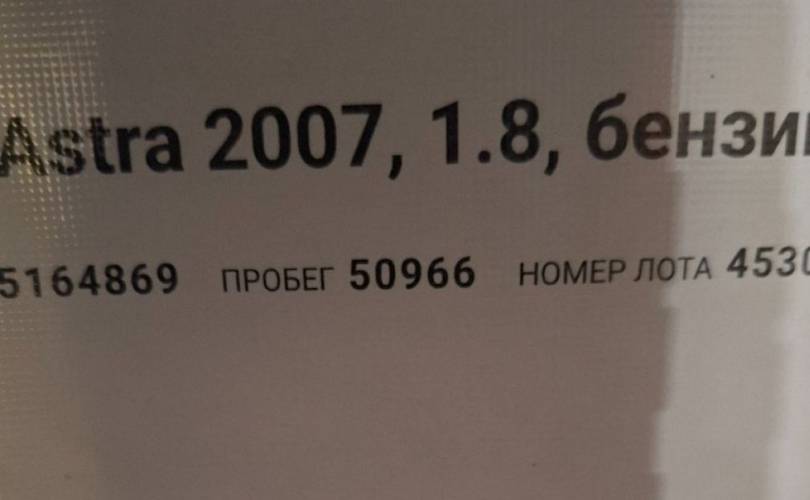 Astra 2007, 1.8, бензи
5164869 ПРОБЕГ 50966 НОМЕР ЛОТА 4530